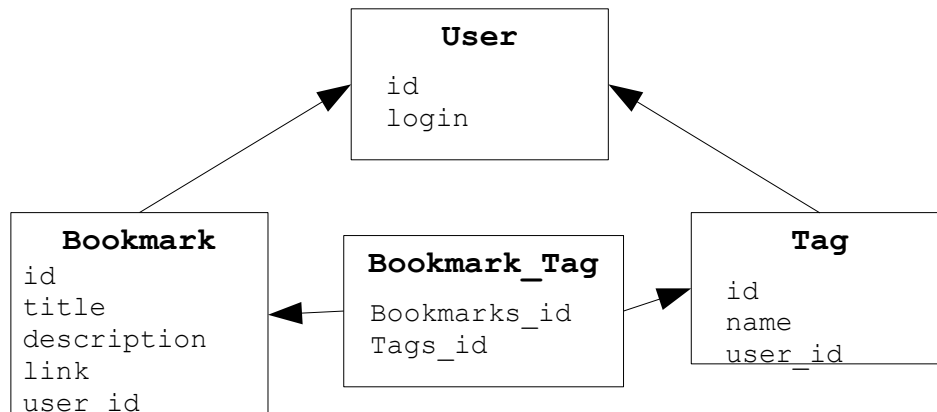 User
id
login
Bookmark
id
title
description
link
user_id
Bookmark_Tag
Bookmarks_id
Tags_id
Tag
id
name
user_id